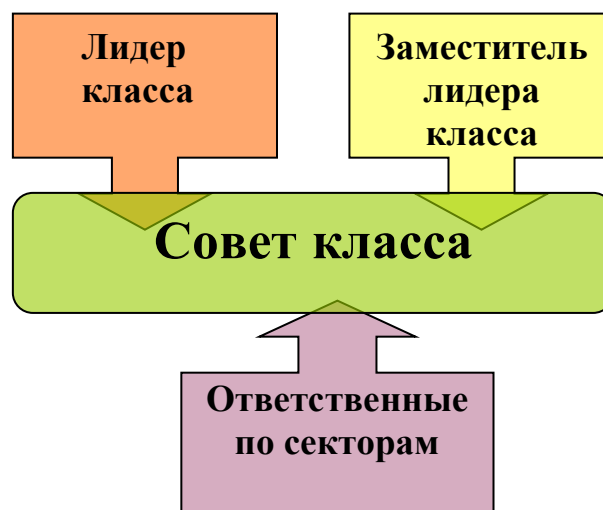 Лидер
класса
Заместитель
лидера
класса
Совет класса
Ответственные
по секторам